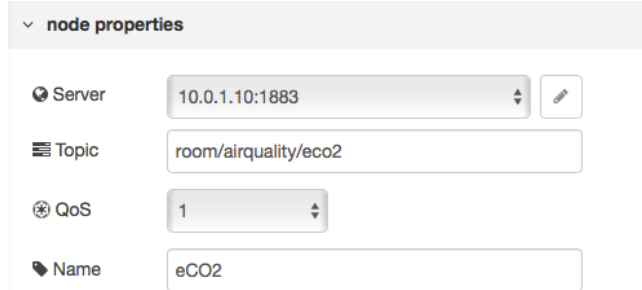 node properties
Server 10.0.1.10:1883
Topic room/airquality/eco2
QoS 1
Name eCO2